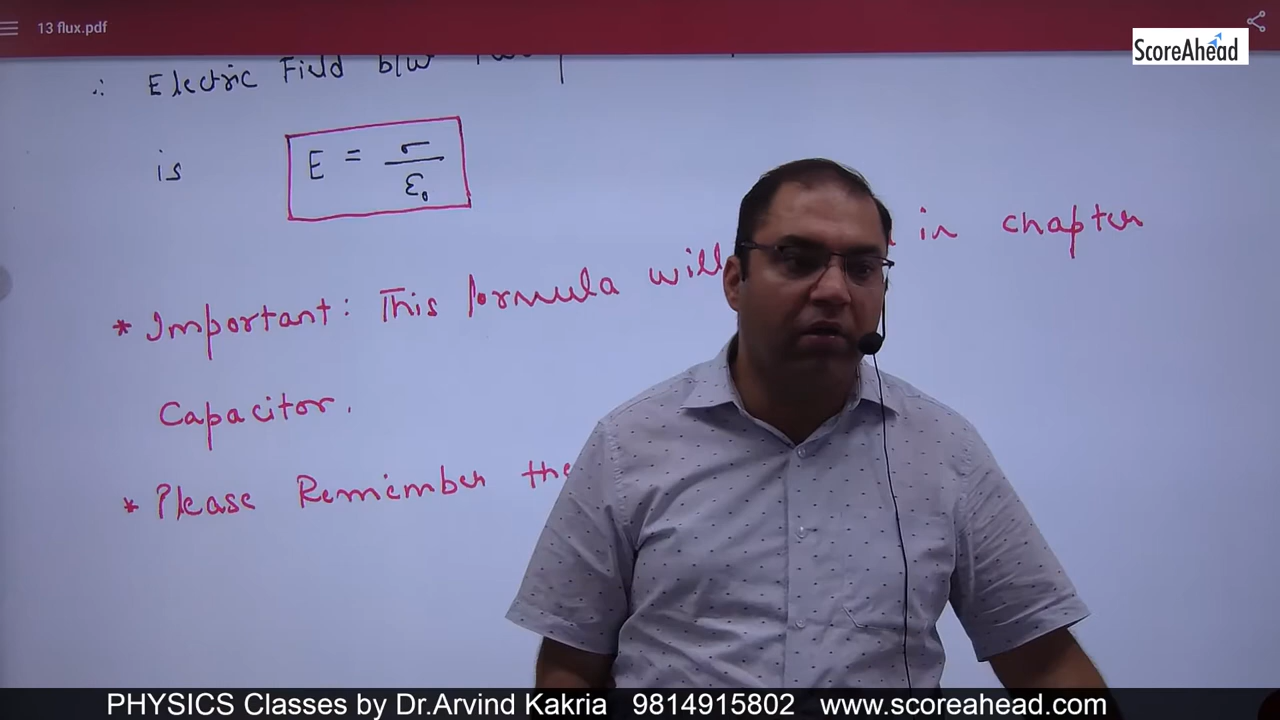 13 flux.pdf
ScoreAhead
∴ Electric Field b/w
is E = σ/ε₀
* Important: This formula will in chapter
Capacitor.
* Please Remember the
PHYSICS Classes by Dr.Arvind Kakria 9814915802 www.scoreahead.com